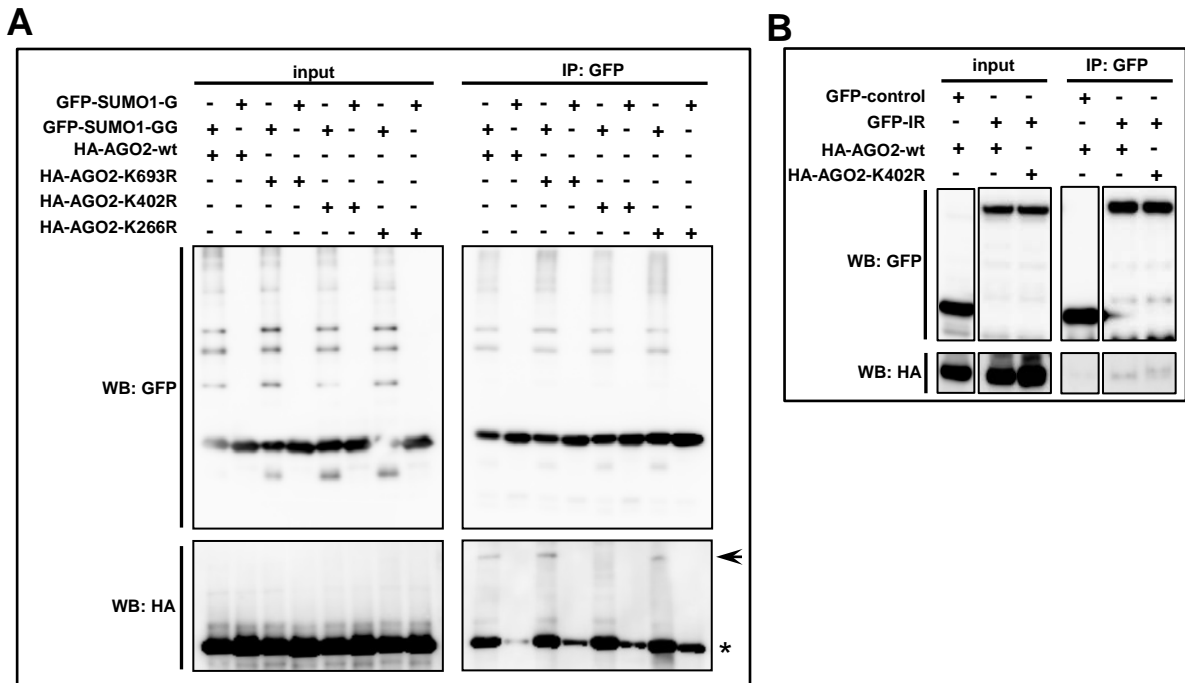 A
input IP: GFP
GFP-SUMO1-G - + - + - + - + - + - + - + - +
GFP-SUMO1-GG + - + - + - + - + - + - + - + -
HA-AGO2-wt + + - - - - - - + + - - - - - -
HA-AGO2-K693R - - + + - - - - - - + + - - - -
HA-AGO2-K402R - - - - + + - - - - - - + + - -
HA-AGO2-K266R - - - - - - + + - - - - - - + +
WB: GFP
WB: HA
*
B
input IP: GFP
GFP-control + - - + - -
GFP-IR - + + - + +
HA-AGO2-wt + + - + + -
HA-AGO2-K402R - - + - - +
WB: GFP
WB: HA